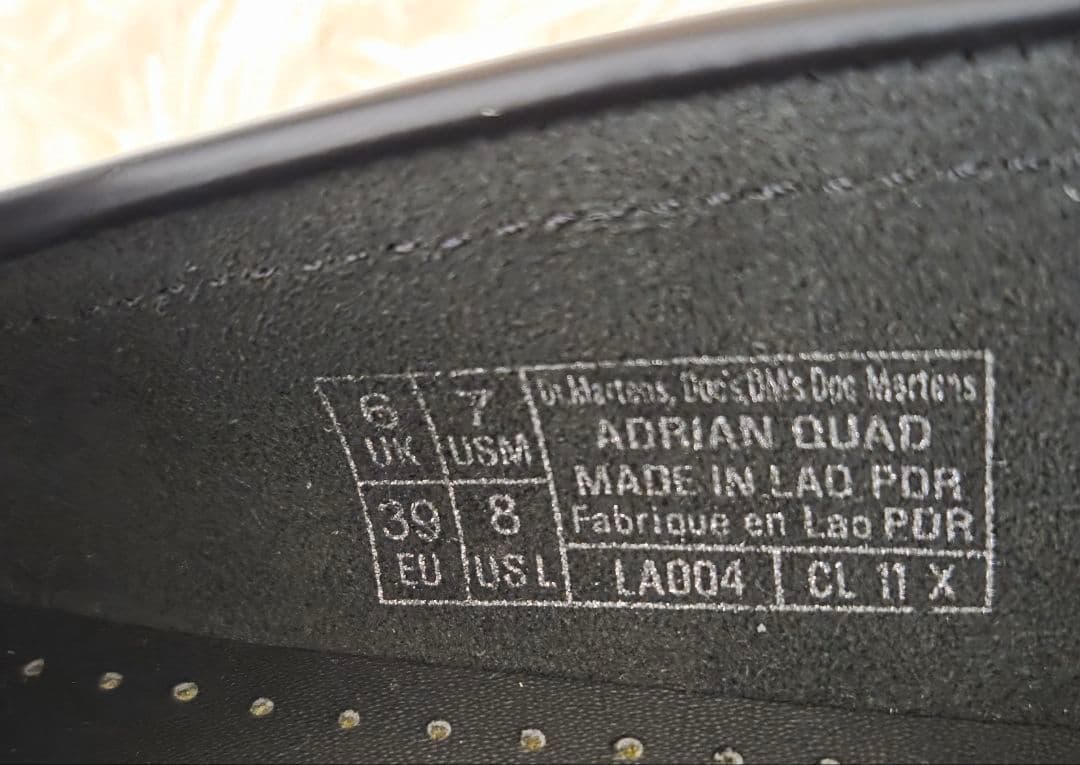 6 UK
7 USM
39 EU
8 US L
Dr.Martens, Doc's, DM's Doc Martens
ADRIAN QUAD
MADE IN LAO PDR
Fabrique en Lao PDR
LA004
CL 11 X